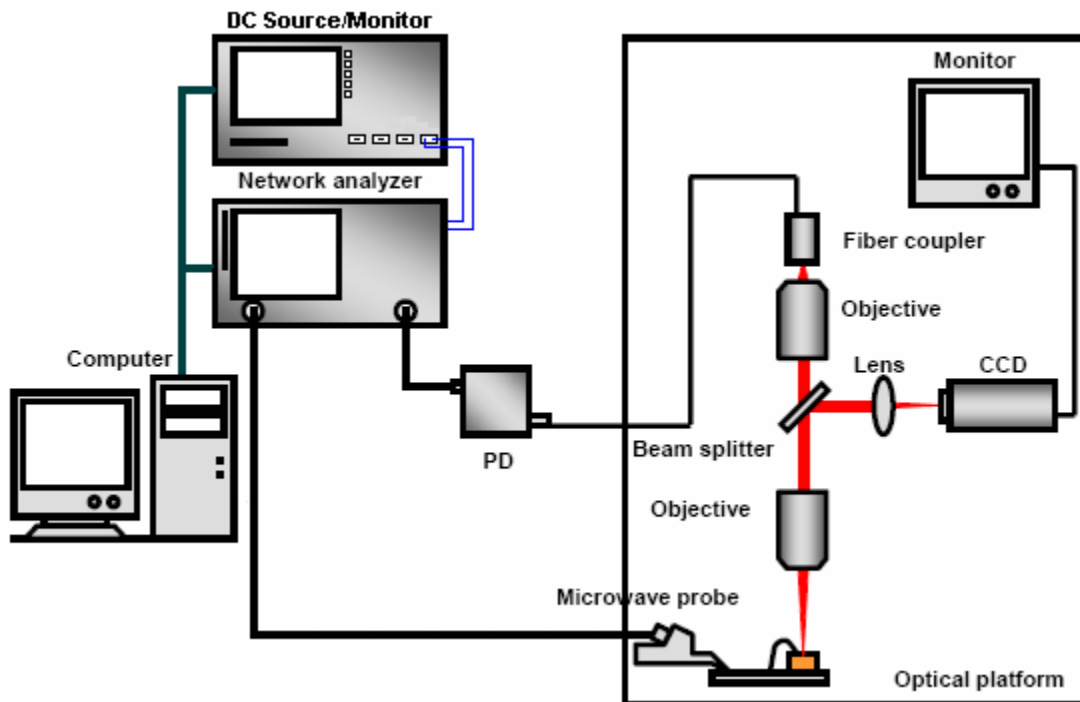 DC Source/Monitor
Monitor
Network analyzer
Fiber coupler
Objective
Computer
Lens
CCD
Beam splitter
PD
Objective
Microwave probe
Optical platform